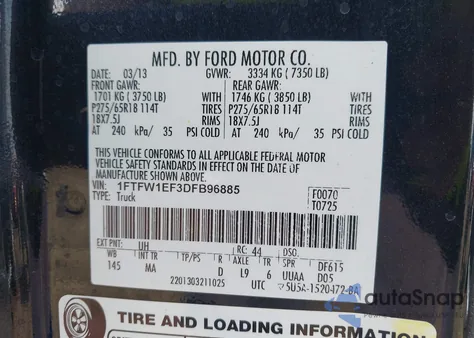 MFD. BY FORD MOTOR CO.
DATE: 03/13 GVWR: 3334 KG ( 7350 LB)
FRONT GAWR: REAR GAWR:
1701 KG ( 3750 LB) WITH 1746 KG ( 3850 LB) WITH
P275/65R18 114T TIRES P275/65R18 114T TIRES
18X7.5J RIMS 18X7.5J RIMS
AT 240 kPa/ 35 PSI COLD AT 240 kPa/ 35 PSI COLD
THIS VEHICLE CONFORMS TO ALL APPLICABLE FEDERAL MOTOR
VEHICLE SAFETY STANDARDS IN EFFECT ON THE DATE OF
MANUFACTURE SHOWN ABOVE.
VIN: 1FTFW1EF3DFB96885 F0070
TYPE: Truck T0725
EXT PNT: UH RC: 44 DSO:
WB INT TR TP/PS R AXLE TR SPR DF615
145 MA D L9 6 UUAA D05
2201303211025 UTC
autoSnap
TIRE AND LOADING INFORMATION